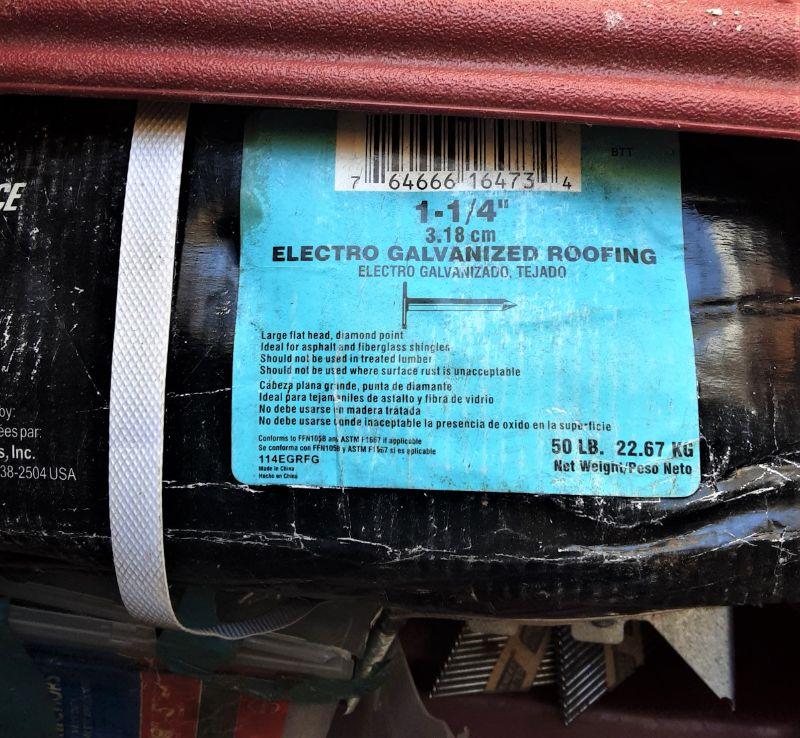 BTT
7 64666 16473 4
1-1/4"
3.18 cm
ELECTRO GALVANIZED ROOFING
ELECTRO GALVANIZADO, TEJADO
Large flat head, diamond point
Ideal for asphalt and fiberglass shingles
Should not be used in treated lumber
Should not be used where surface rust is unacceptable
Cabeza plana grande, punta de diamante
Ideal para tejamaniles de asfalto y fibra de vidrio
No debe usarse en madera tratada
No debe usarse donde inaceptable la presencia de oxido en la superficie
Conforms to FFN105B any ASTM F1667 if applicable
Se conforma con FFN105B y ASTM F1567 si es aplicable
114EGRFG
Made in China
Hecho en China
50 LB. 22.67 KG
Net Weight/Peso Neto
CE
by:
ées par:
s, Inc.
38-2504 USA